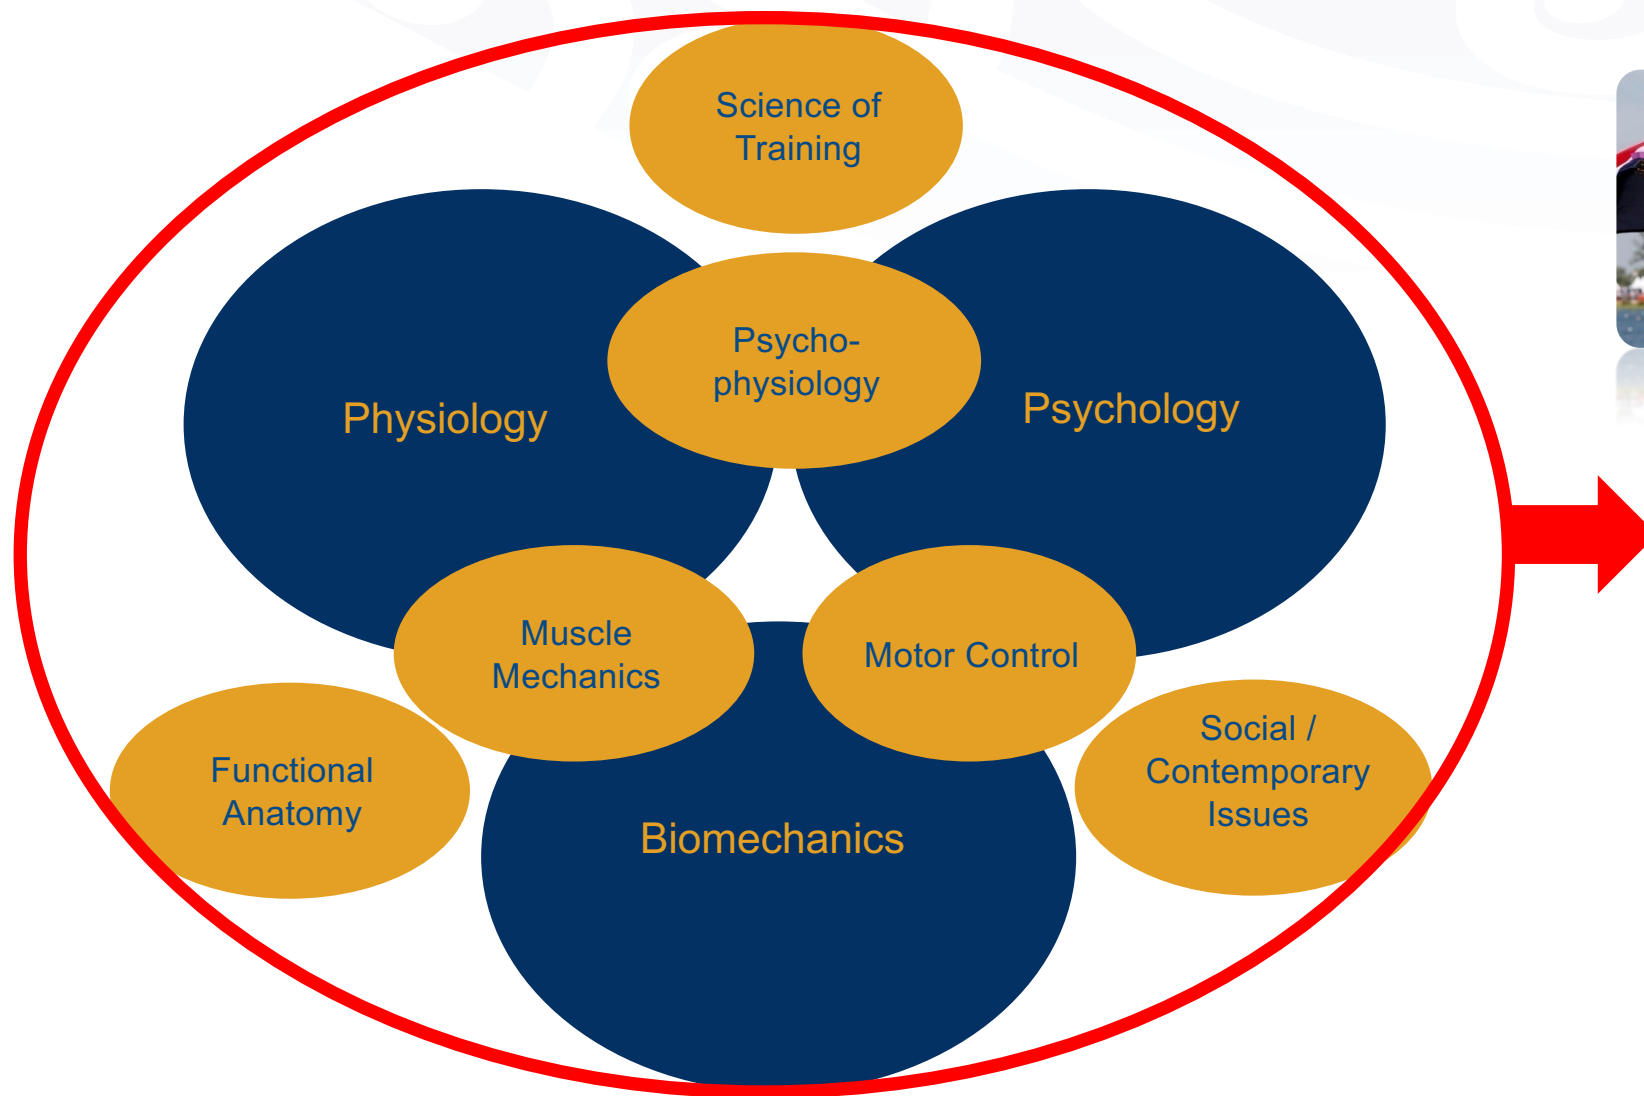 Science of
Training
Psycho-
physiology
Physiology
Psychology
Muscle
Mechanics
Motor Control
Functional
Anatomy
Social /
Contemporary
Issues
Biomechanics